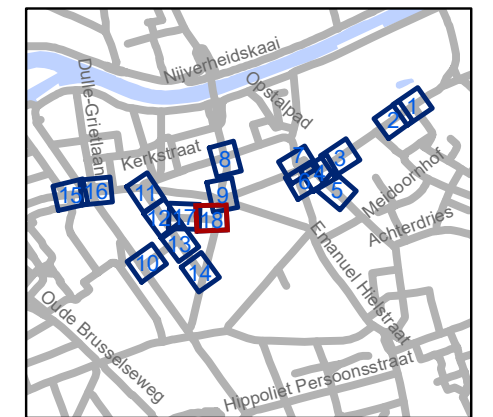 Nijverheidskaai
Dulle-Grietlaan
Opstalpad
Kerkstraat
1
2
3
4
5
6
7
8
9
10
11
12
13
14
15
16
17
18
Meldoornhof
Achterdries
Emanuel Hielstraat
Oude Brusselseweg
Hippoliet Persoonsstraat